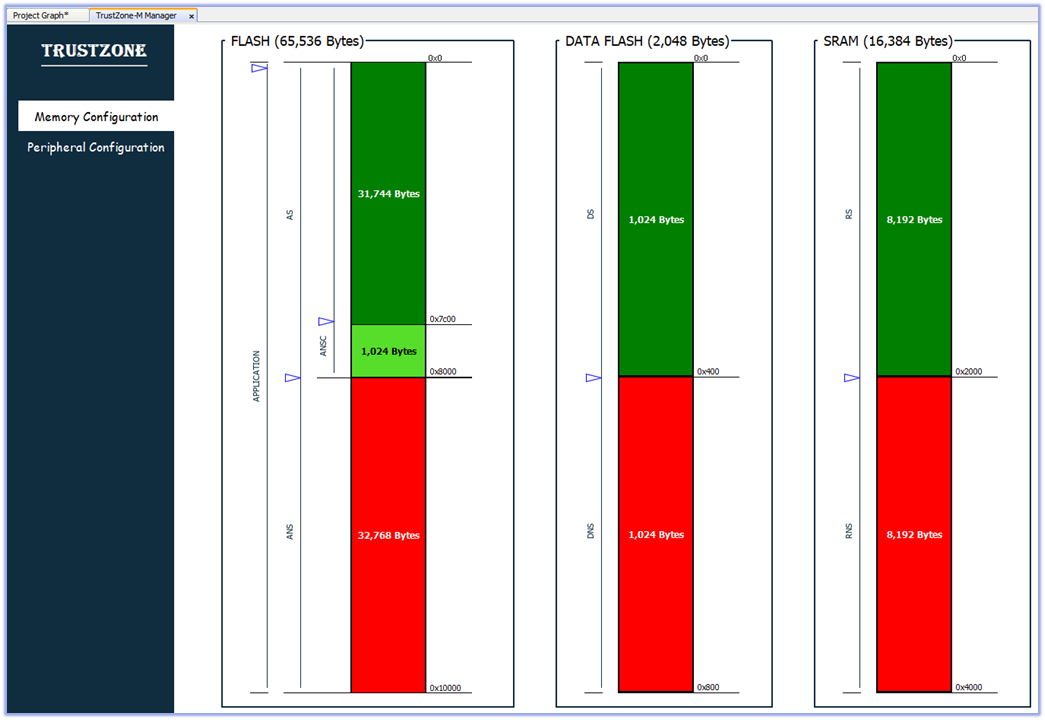 Project Graph*
TrustZone-M Manager
x
TRUSTZONE
Memory Configuration
Peripheral Configuration
FLASH (65,536 Bytes)
0x0
31,744 Bytes
AS
0x7c00
ANSC
1,024 Bytes
0x8000
APPLICATION
ANS
32,768 Bytes
0x10000
DATA FLASH (2,048 Bytes)
0x0
DS
1,024 Bytes
0x400
DNS
1,024 Bytes
0x800
SRAM (16,384 Bytes)
0x0
RS
8,192 Bytes
0x2000
RNS
8,192 Bytes
0x4000